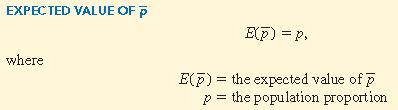 EXPECTED VALUE OF p̅
E(p̅) = p,
where
E(p̅) = the expected value of p̅
p = the population proportion